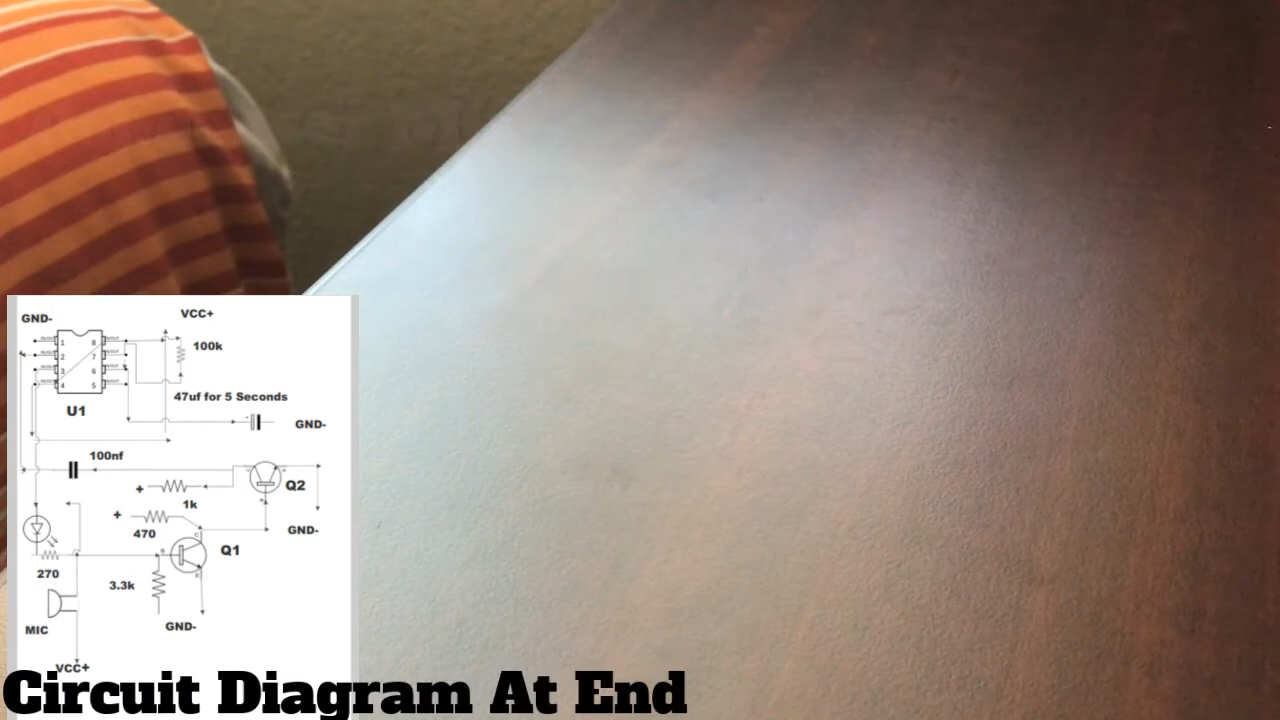 GND-
VCC+
1
8
2
7
3
6
4
5
100k
U1
47uf for 5 Seconds
GND-
100nf
+
1k
Q2
+
470
GND-
C
B
E
Q1
270
3.3k
MIC
GND-
VCC+
Circuit Diagram At End